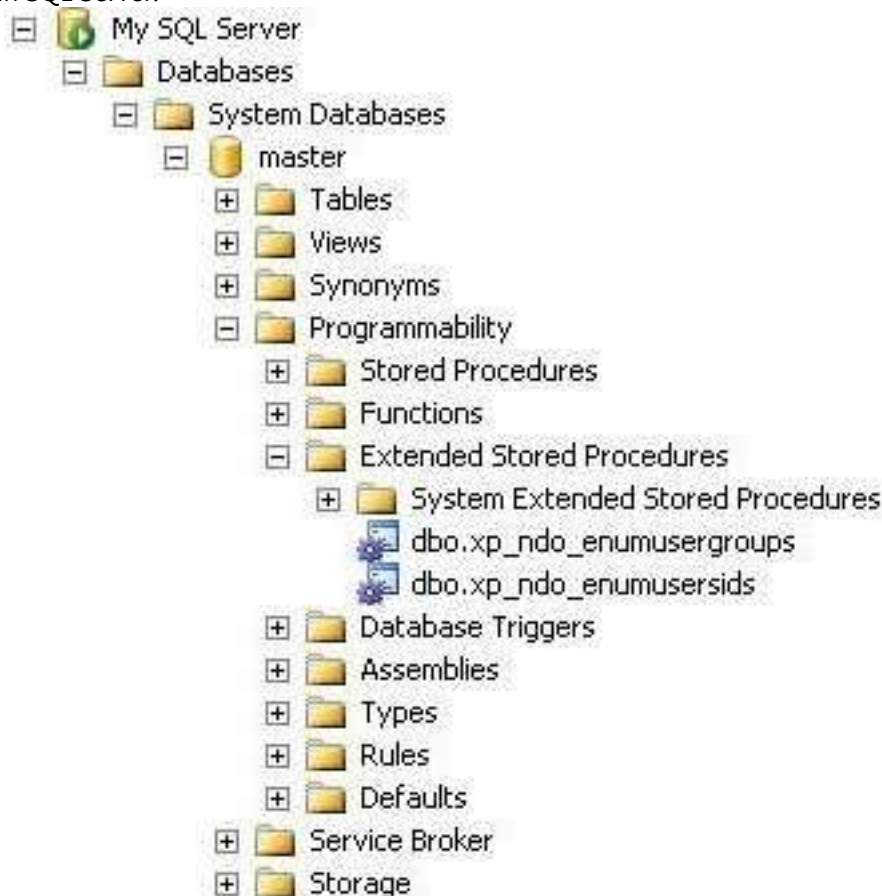 My SQL Server
Databases
System Databases
master
Tables
Views
Synonyms
Programmability
Stored Procedures
Functions
Extended Stored Procedures
System Extended Stored Procedures
dbo.xp_ndo_enumusergroups
dbo.xp_ndo_enumusersids
Database Triggers
Assemblies
Types
Rules
Defaults
Service Broker
Storage